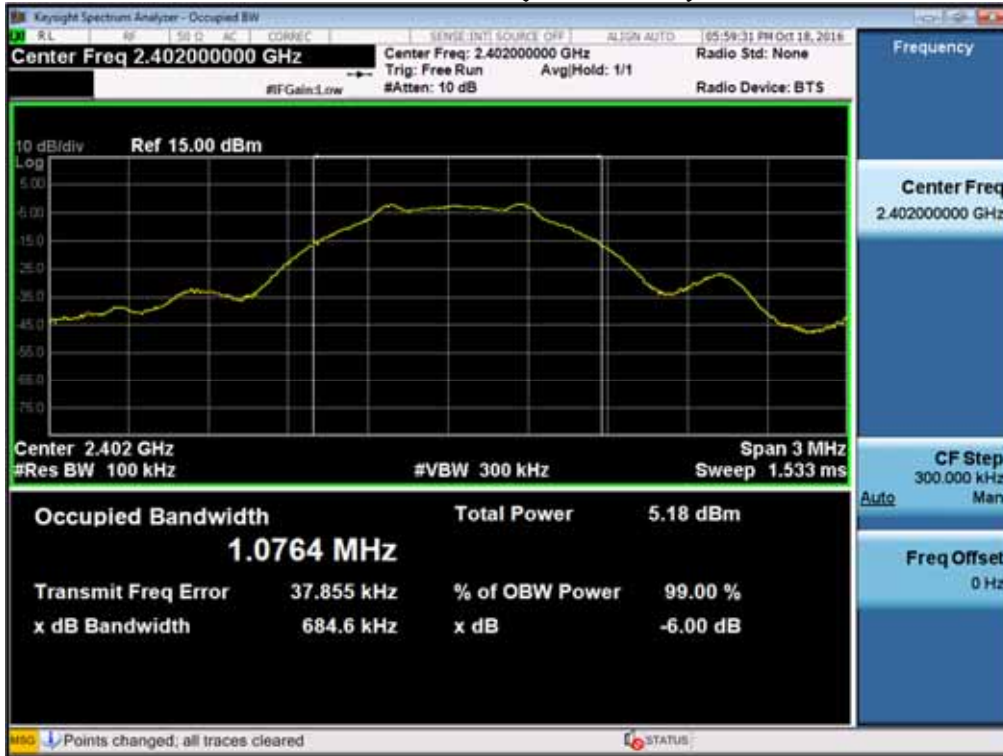 Keysight Spectrum Analyzer - Occupied BW
RL RF 50 Ω AC CORREC SENSE:INT SOURCE OFF ALIGN AUTO 05:59:31 PM Oct 18, 2016
Center Freq 2.402000000 GHz
Center Freq: 2.402000000 GHz
Radio Std: None
Trig: Free Run Avg|Hold: 1/1
#IFGain:Low
#Atten: 10 dB
Radio Device: BTS
Frequency
10 dB/div Ref 15.00 dBm
Log
5.00
-5.00
-15.0
-25.0
-35.0
-45.0
-55.0
-65.0
-75.0
Center Freq
2.402000000 GHz
Center 2.402 GHz
Span 3 MHz
#Res BW 100 kHz
#VBW 300 kHz
Sweep 1.533 ms
CF Step
300.000 kHz
Auto Man
Occupied Bandwidth
Total Power 5.18 dBm
1.0764 MHz
Transmit Freq Error 37.855 kHz
% of OBW Power 99.00 %
x dB Bandwidth 684.6 kHz
x dB -6.00 dB
Freq Offset
0 Hz
MSG Points changed; all traces cleared
STATUS